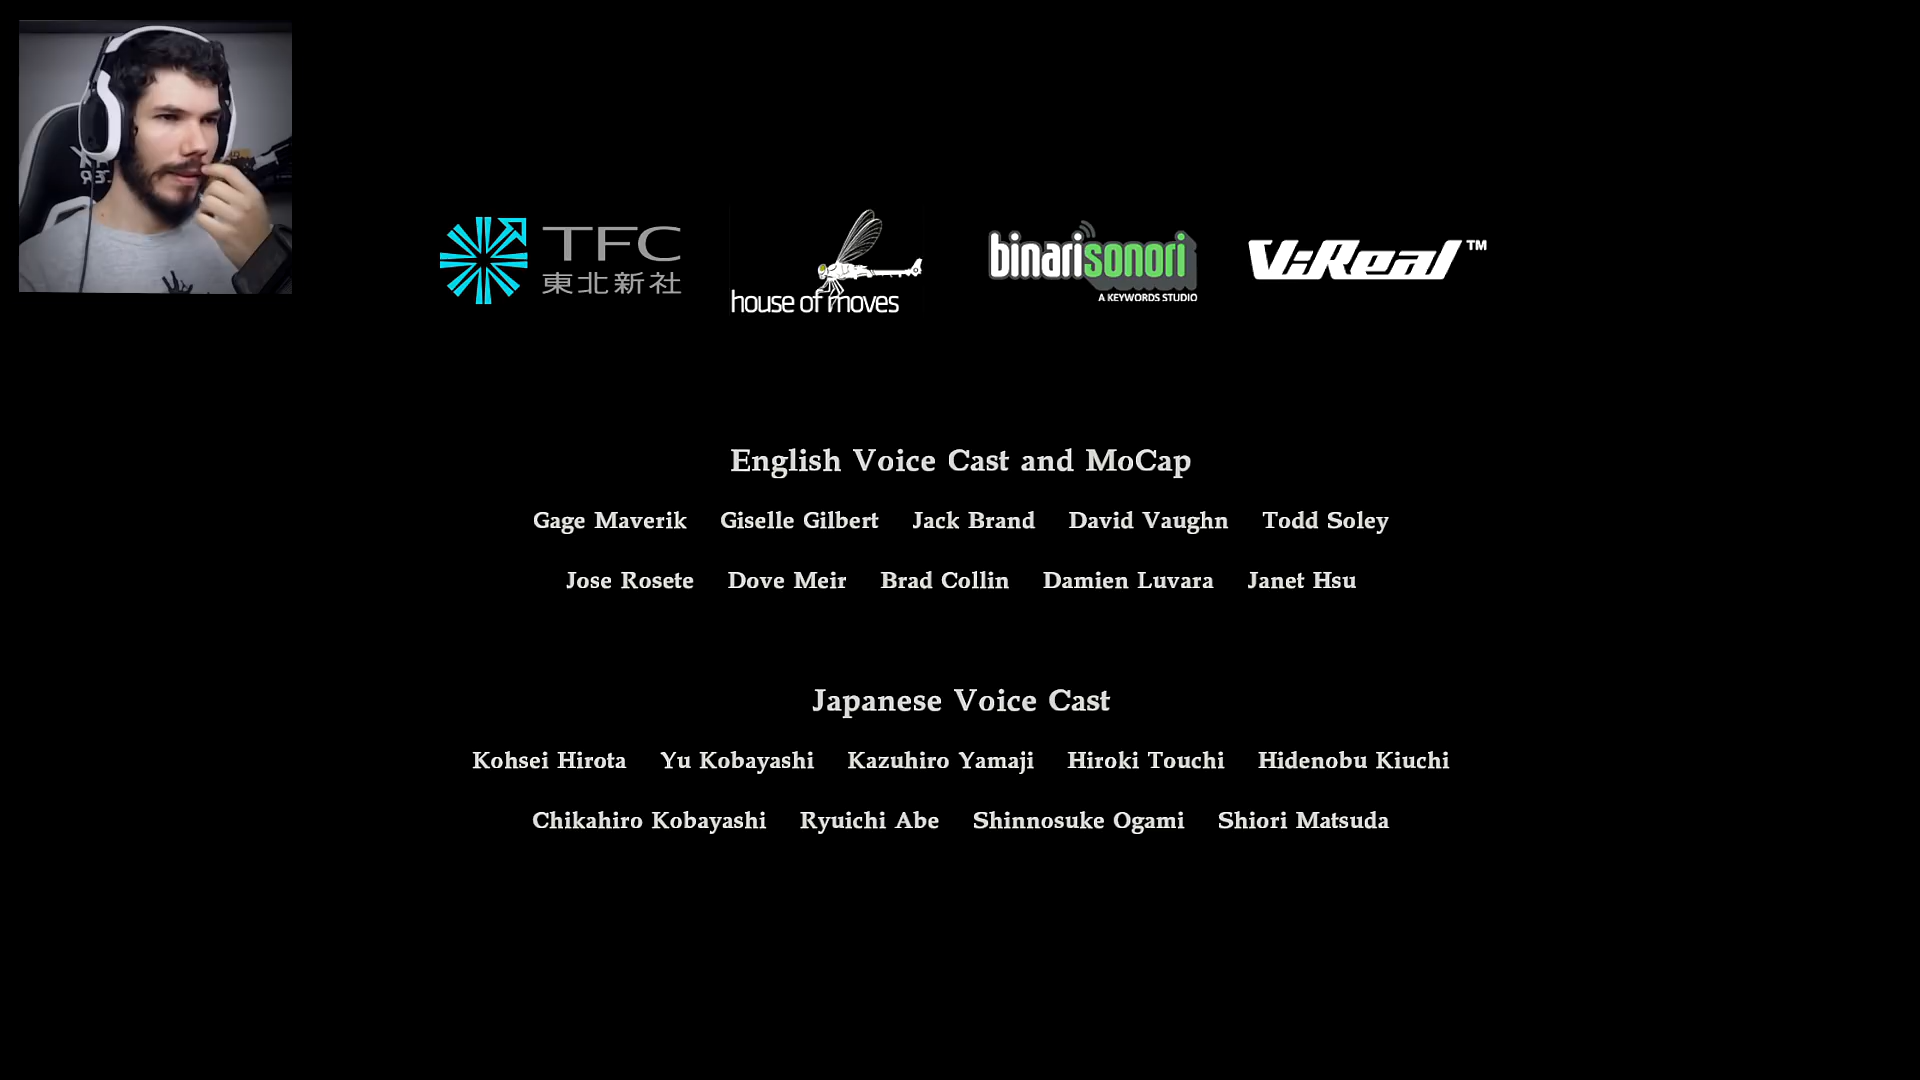 TFC
東北新社
house of moves
binarisonori
A KEYWORDS STUDIO
ViReal™
English Voice Cast and MoCap
Gage Maverik Giselle Gilbert Jack Brand David Vaughn Todd Soley
Jose Rosete Dove Meir Brad Collin Damien Luvara Janet Hsu
Japanese Voice Cast
Kohsei Hirota Yu Kobayashi Kazuhiro Yamaji Hiroki Touchi Hidenobu Kiuchi
Chikahiro Kobayashi Ryuichi Abe Shinnosuke Ogami Shiori Matsuda